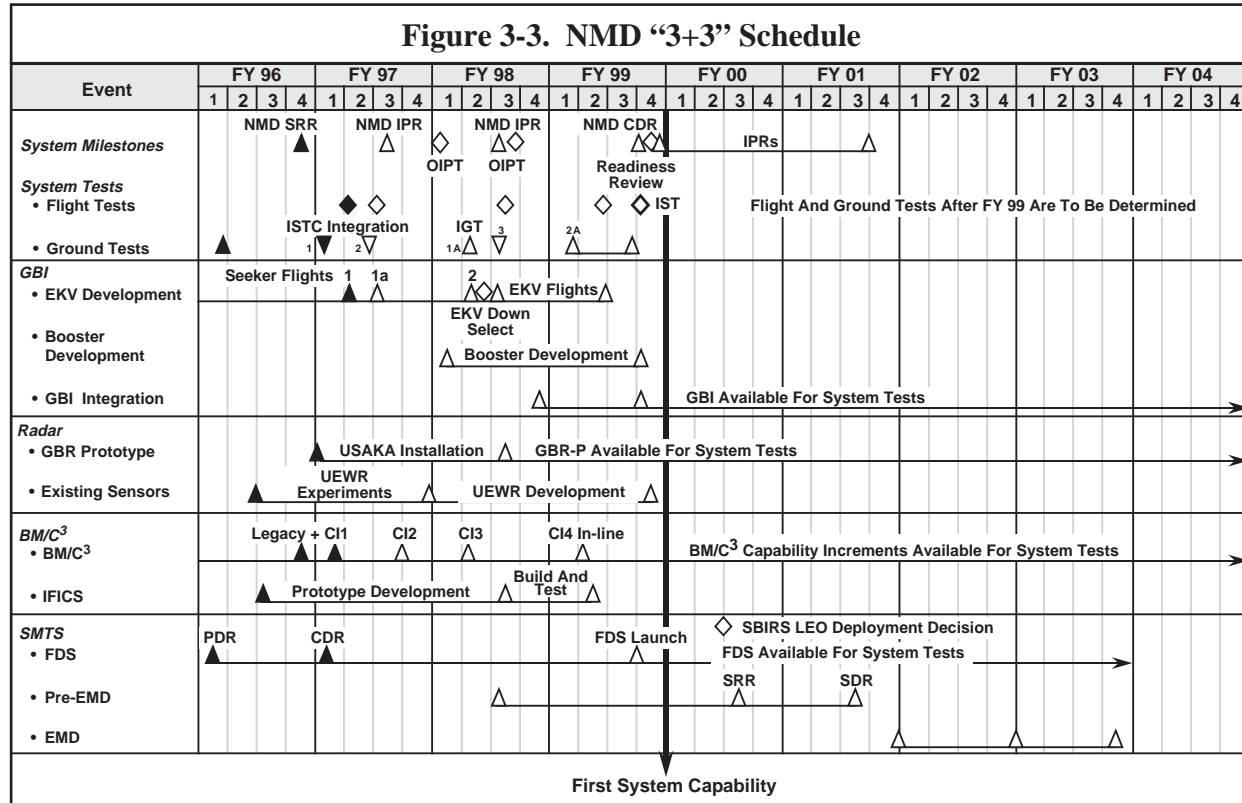 Figure 3-3. NMD “3+3” Schedule
Event
FY 96 FY 97 FY 98 FY 99 FY 00 FY 01 FY 02 FY 03 FY 04
1 2 3 4 1 2 3 4 1 2 3 4 1 2 3 4 1 2 3 4 1 2 3 4 1 2 3 4 1 2 3 4 1 2 3 4
NMD SRR NMD IPR NMD IPR NMD CDR
System Milestones IPRs
OIPT OIPT Readiness
Review
System Tests
• Flight Tests IST Flight And Ground Tests After FY 99 Are To Be Determined
ISTC Integration IGT 3 2A
• Ground Tests 1 2 1A
GBI
Seeker Flights 1 1a 2
• EKV Development EKV Flights
EKV Down
Select
• Booster
Development Booster Development
• GBI Integration GBI Available For System Tests
Radar
• GBR Prototype USAKA Installation GBR-P Available For System Tests
UEWR
• Existing Sensors Experiments UEWR Development
BM/C3
Legacy + CI1 CI2 CI3 CI4 In-line
• BM/C3 BM/C3 Capability Increments Available For System Tests
Build And
• IFICS Prototype Development Test
SMTS
SBIRS LEO Deployment Decision
PDR CDR FDS Launch
• FDS FDS Available For System Tests
SRR SDR
• Pre-EMD
• EMD
First System Capability